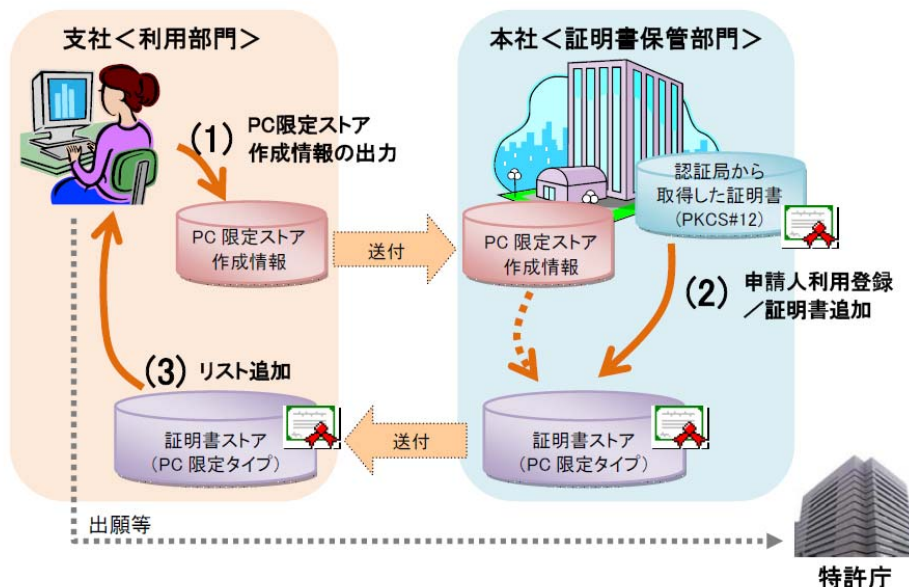 支社＜利用部門＞
(1) PC限定ストア
作成情報の出力
PC 限定ストア
作成情報
送付
(3) リスト追加
証明書ストア
(PC 限定タイプ)
本社＜証明書保管部門＞
認証局から
取得した証明書
(PKCS#12)
PC 限定ストア
作成情報
(2) 申請人利用登録
／証明書追加
送付
証明書ストア
(PC 限定タイプ)
出願等
特許庁